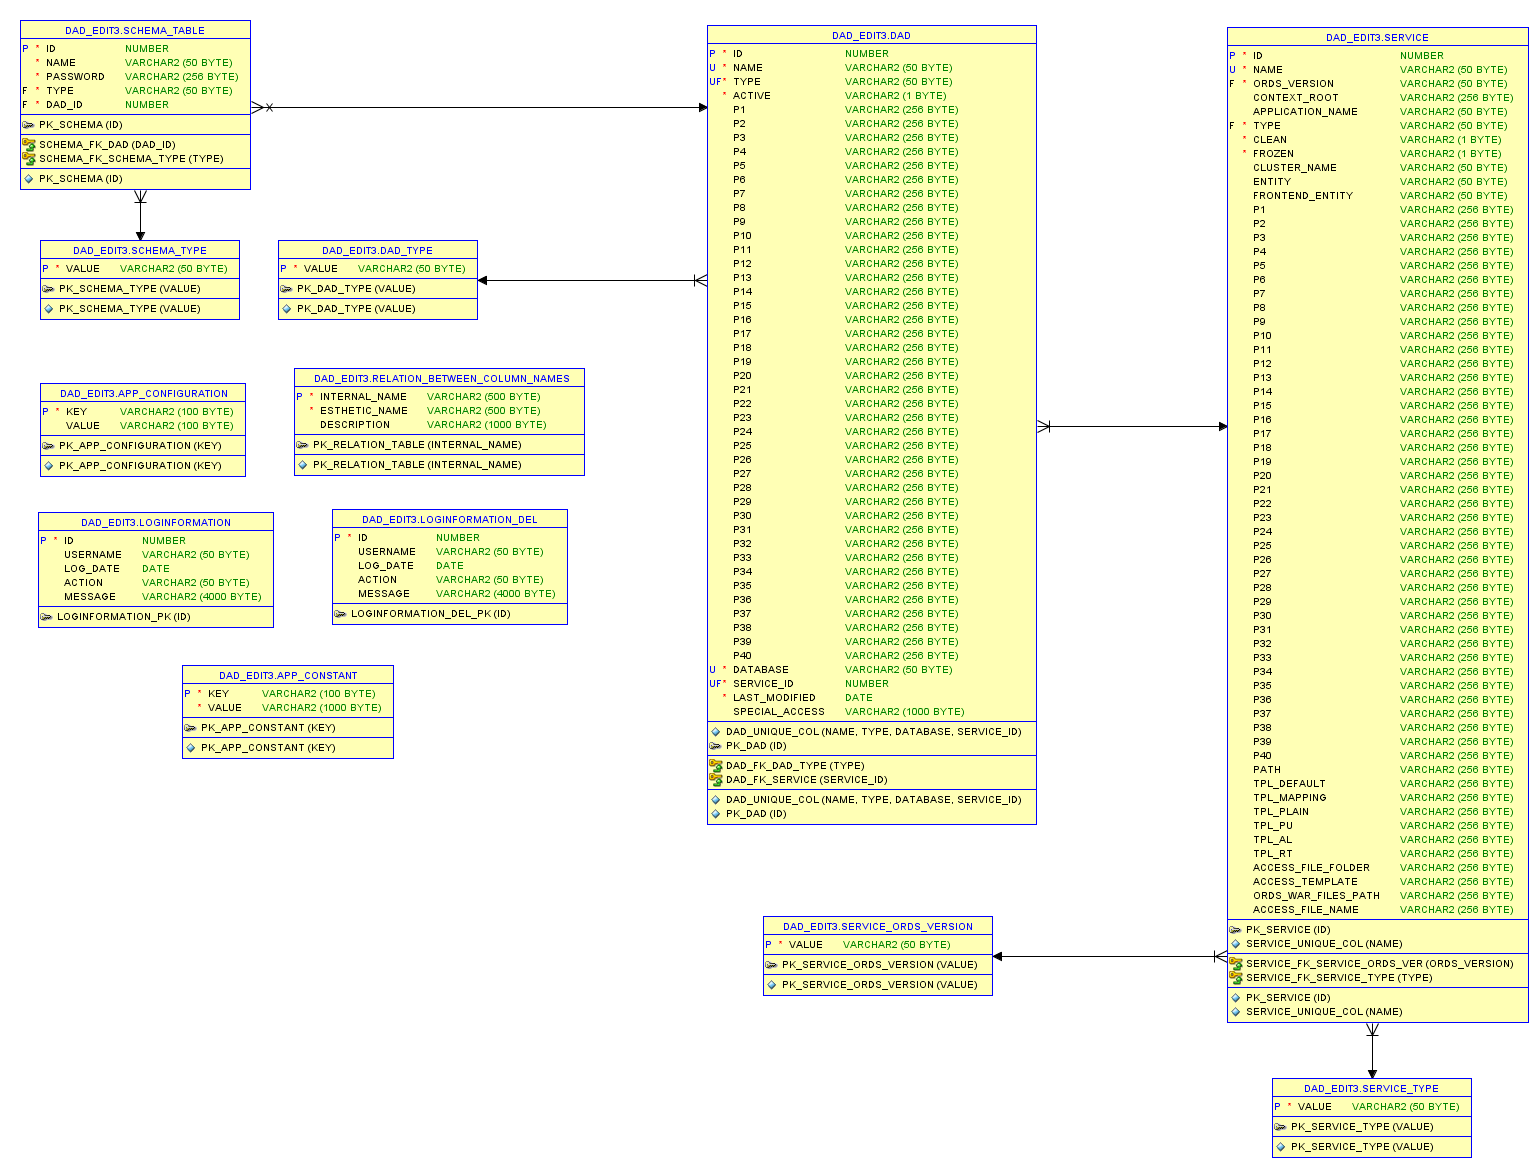 DAD_EDIT3.SCHEMA_TABLE
P * ID NUMBER
* NAME VARCHAR2 (50 BYTE)
* PASSWORD VARCHAR2 (256 BYTE)
F * TYPE VARCHAR2 (50 BYTE)
F * DAD_ID NUMBER
PK_SCHEMA (ID)
SCHEMA_FK_DAD (DAD_ID)
SCHEMA_FK_SCHEMA_TYPE (TYPE)
PK_SCHEMA (ID)
DAD_EDIT3.SCHEMA_TYPE
P * VALUE VARCHAR2 (50 BYTE)
PK_SCHEMA_TYPE (VALUE)
PK_SCHEMA_TYPE (VALUE)
DAD_EDIT3.DAD_TYPE
P * VALUE VARCHAR2 (50 BYTE)
PK_DAD_TYPE (VALUE)
PK_DAD_TYPE (VALUE)
DAD_EDIT3.APP_CONFIGURATION
P * KEY VARCHAR2 (100 BYTE)
VALUE VARCHAR2 (100 BYTE)
PK_APP_CONFIGURATION (KEY)
PK_APP_CONFIGURATION (KEY)
DAD_EDIT3.RELATION_BETWEEN_COLUMN_NAMES
P * INTERNAL_NAME VARCHAR2 (500 BYTE)
* ESTHETIC_NAME VARCHAR2 (500 BYTE)
DESCRIPTION VARCHAR2 (1000 BYTE)
PK_RELATION_TABLE (INTERNAL_NAME)
PK_RELATION_TABLE (INTERNAL_NAME)
DAD_EDIT3.LOGINFORMATION
P * ID NUMBER
USERNAME VARCHAR2 (50 BYTE)
LOG_DATE DATE
ACTION VARCHAR2 (50 BYTE)
MESSAGE VARCHAR2 (4000 BYTE)
LOGINFORMATION_PK (ID)
DAD_EDIT3.LOGINFORMATION_DEL
P * ID NUMBER
USERNAME VARCHAR2 (50 BYTE)
LOG_DATE DATE
ACTION VARCHAR2 (50 BYTE)
MESSAGE VARCHAR2 (4000 BYTE)
LOGINFORMATION_DEL_PK (ID)
DAD_EDIT3.APP_CONSTANT
P * KEY VARCHAR2 (100 BYTE)
* VALUE VARCHAR2 (1000 BYTE)
PK_APP_CONSTANT (KEY)
PK_APP_CONSTANT (KEY)
DAD_EDIT3.DAD
P * ID NUMBER
U * NAME VARCHAR2 (50 BYTE)
UF* TYPE VARCHAR2 (50 BYTE)
* ACTIVE VARCHAR2 (1 BYTE)
P1 VARCHAR2 (256 BYTE)
P2 VARCHAR2 (256 BYTE)
P3 VARCHAR2 (256 BYTE)
P4 VARCHAR2 (256 BYTE)
P5 VARCHAR2 (256 BYTE)
P6 VARCHAR2 (256 BYTE)
P7 VARCHAR2 (256 BYTE)
P8 VARCHAR2 (256 BYTE)
P9 VARCHAR2 (256 BYTE)
P10 VARCHAR2 (256 BYTE)
P11 VARCHAR2 (256 BYTE)
P12 VARCHAR2 (256 BYTE)
P13 VARCHAR2 (256 BYTE)
P14 VARCHAR2 (256 BYTE)
P15 VARCHAR2 (256 BYTE)
P16 VARCHAR2 (256 BYTE)
P17 VARCHAR2 (256 BYTE)
P18 VARCHAR2 (256 BYTE)
P19 VARCHAR2 (256 BYTE)
P20 VARCHAR2 (256 BYTE)
P21 VARCHAR2 (256 BYTE)
P22 VARCHAR2 (256 BYTE)
P23 VARCHAR2 (256 BYTE)
P24 VARCHAR2 (256 BYTE)
P25 VARCHAR2 (256 BYTE)
P26 VARCHAR2 (256 BYTE)
P27 VARCHAR2 (256 BYTE)
P28 VARCHAR2 (256 BYTE)
P29 VARCHAR2 (256 BYTE)
P30 VARCHAR2 (256 BYTE)
P31 VARCHAR2 (256 BYTE)
P32 VARCHAR2 (256 BYTE)
P33 VARCHAR2 (256 BYTE)
P34 VARCHAR2 (256 BYTE)
P35 VARCHAR2 (256 BYTE)
P36 VARCHAR2 (256 BYTE)
P37 VARCHAR2 (256 BYTE)
P38 VARCHAR2 (256 BYTE)
P39 VARCHAR2 (256 BYTE)
P40 VARCHAR2 (256 BYTE)
U * DATABASE VARCHAR2 (50 BYTE)
UF* SERVICE_ID NUMBER
* LAST_MODIFIED DATE
SPECIAL_ACCESS VARCHAR2 (1000 BYTE)
DAD_UNIQUE_COL (NAME, TYPE, DATABASE, SERVICE_ID)
PK_DAD (ID)
DAD_FK_DAD_TYPE (TYPE)
DAD_FK_SERVICE (SERVICE_ID)
DAD_UNIQUE_COL (NAME, TYPE, DATABASE, SERVICE_ID)
PK_DAD (ID)
DAD_EDIT3.SERVICE
P * ID NUMBER
U * NAME VARCHAR2 (50 BYTE)
F * ORDS_VERSION VARCHAR2 (50 BYTE)
CONTEXT_ROOT VARCHAR2 (256 BYTE)
APPLICATION_NAME VARCHAR2 (50 BYTE)
F * TYPE VARCHAR2 (50 BYTE)
* CLEAN VARCHAR2 (1 BYTE)
* FROZEN VARCHAR2 (1 BYTE)
CLUSTER_NAME VARCHAR2 (50 BYTE)
ENTITY VARCHAR2 (50 BYTE)
FRONTEND_ENTITY VARCHAR2 (50 BYTE)
P1 VARCHAR2 (256 BYTE)
P2 VARCHAR2 (256 BYTE)
P3 VARCHAR2 (256 BYTE)
P4 VARCHAR2 (256 BYTE)
P5 VARCHAR2 (256 BYTE)
P6 VARCHAR2 (256 BYTE)
P7 VARCHAR2 (256 BYTE)
P8 VARCHAR2 (256 BYTE)
P9 VARCHAR2 (256 BYTE)
P10 VARCHAR2 (256 BYTE)
P11 VARCHAR2 (256 BYTE)
P12 VARCHAR2 (256 BYTE)
P13 VARCHAR2 (256 BYTE)
P14 VARCHAR2 (256 BYTE)
P15 VARCHAR2 (256 BYTE)
P16 VARCHAR2 (256 BYTE)
P17 VARCHAR2 (256 BYTE)
P18 VARCHAR2 (256 BYTE)
P19 VARCHAR2 (256 BYTE)
P20 VARCHAR2 (256 BYTE)
P21 VARCHAR2 (256 BYTE)
P22 VARCHAR2 (256 BYTE)
P23 VARCHAR2 (256 BYTE)
P24 VARCHAR2 (256 BYTE)
P25 VARCHAR2 (256 BYTE)
P26 VARCHAR2 (256 BYTE)
P27 VARCHAR2 (256 BYTE)
P28 VARCHAR2 (256 BYTE)
P29 VARCHAR2 (256 BYTE)
P30 VARCHAR2 (256 BYTE)
P31 VARCHAR2 (256 BYTE)
P32 VARCHAR2 (256 BYTE)
P33 VARCHAR2 (256 BYTE)
P34 VARCHAR2 (256 BYTE)
P35 VARCHAR2 (256 BYTE)
P36 VARCHAR2 (256 BYTE)
P37 VARCHAR2 (256 BYTE)
P38 VARCHAR2 (256 BYTE)
P39 VARCHAR2 (256 BYTE)
P40 VARCHAR2 (256 BYTE)
PATH VARCHAR2 (256 BYTE)
TPL_DEFAULT VARCHAR2 (256 BYTE)
TPL_MAPPING VARCHAR2 (256 BYTE)
TPL_PLAIN VARCHAR2 (256 BYTE)
TPL_PU VARCHAR2 (256 BYTE)
TPL_AL VARCHAR2 (256 BYTE)
TPL_RT VARCHAR2 (256 BYTE)
ACCESS_FILE_FOLDER VARCHAR2 (256 BYTE)
ACCESS_TEMPLATE VARCHAR2 (256 BYTE)
ORDS_WAR_FILES_PATH VARCHAR2 (256 BYTE)
ACCESS_FILE_NAME VARCHAR2 (256 BYTE)
PK_SERVICE (ID)
SERVICE_UNIQUE_COL (NAME)
SERVICE_FK_SERVICE_ORDS_VER (ORDS_VERSION)
SERVICE_FK_SERVICE_TYPE (TYPE)
PK_SERVICE (ID)
SERVICE_UNIQUE_COL (NAME)
DAD_EDIT3.SERVICE_ORDS_VERSION
P * VALUE VARCHAR2 (50 BYTE)
PK_SERVICE_ORDS_VERSION (VALUE)
PK_SERVICE_ORDS_VERSION (VALUE)
DAD_EDIT3.SERVICE_TYPE
P * VALUE VARCHAR2 (50 BYTE)
PK_SERVICE_TYPE (VALUE)
PK_SERVICE_TYPE (VALUE)